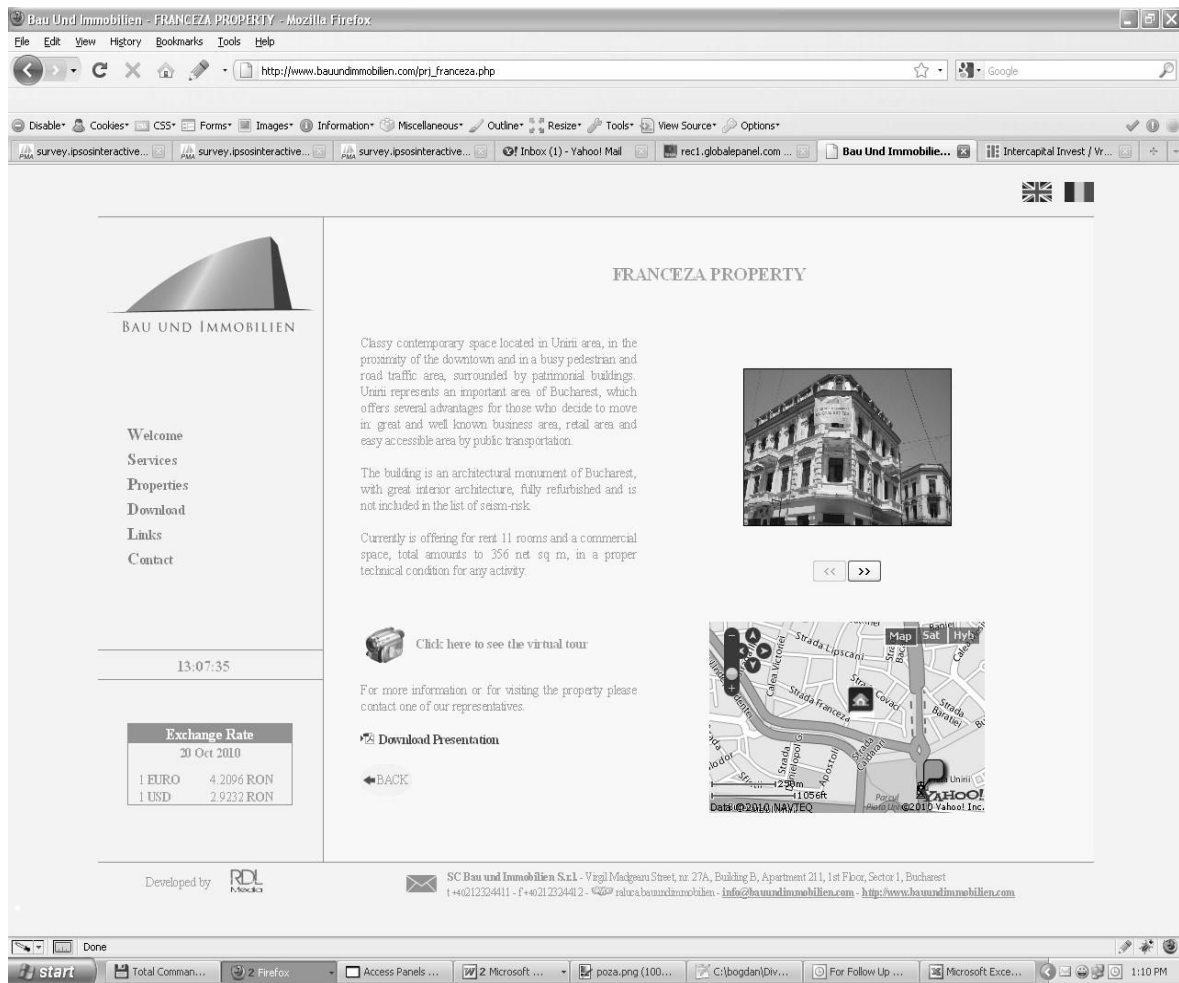 Bau Und Immobilien - FRANCEZA PROPERTY - Mozilla Firefox
File Edit View History Bookmarks Tools Help
http://www.bauundimmobilien.com/prj_franceza.php
Google
Disable Cookies CSS Forms Images Information Miscellaneous Outline Resize Tools View Source Options
survey.ipsosinteractive... survey.ipsosinteractive... survey.ipsosinteractive... Inbox (1) - Yahoo! Mail rec1.globalepanel.com ... Bau Und Immobilie... Intercapital Invest / Vr...
BAU UND IMMOBILIEN
FRANCEZA PROPERTY
Classy contemporary space located in Unirii area, in the
proximity of the downtown and in a busy pedestrian and
road traffic area, surrounded by patrimonial buildings.
Unirii represents an important area of Bucharest, which
offers several advantages for those who decide to move
in: great and well known business area, retail area and
easy accessible area by public transportation.
The building is an architectural monument of Bucharest,
with great interior architecture, fully refurbished and is
not included in the list of seism-risk.
Currently is offering for rent 11 rooms and a commercial
space, total amounts to 356 net sq m, in a proper
technical condition for any activity.
Welcome
Services
Properties
Download
Links
Contact
<< >>
Click here to see the virtual tour
For more information or for visiting the property please
contact one of our representatives.
Download Presentation
BACK
13:07:35
Exchange Rate
20 Oct 2010
1 EURO 4.2096 RON
1 USD 2.9232 RON
Map Sat Hyb
Strada Lipscani
Calea Victoriei
Strada Franceza
Covaci
Strada
Baratiei
Strada
Caldarari
Apostoli
250m
1056ft
Unirii
YAHOO!
Data © 2010 NAVTEQ
©2010 Yahoo! Inc.
Developed by RDL Media
SC Bau und Immobilien S.r.l - Virgil Madgearu Street, nr. 27A, Building B, Apartment 211, 1st Floor, Sector 1, Bucharest
t +40212324411 - f +40212324412 - raluca.bauundimmobilien - info@bauundimmobilien.com - http://www.bauundimmobilien.com
Done
start Total Comman... 2 Firefox Access Panels ... 2 Microsoft ... poza.png (100... C:\bogdan\Div... For Follow Up ... Microsoft Exce... 1:10 PM